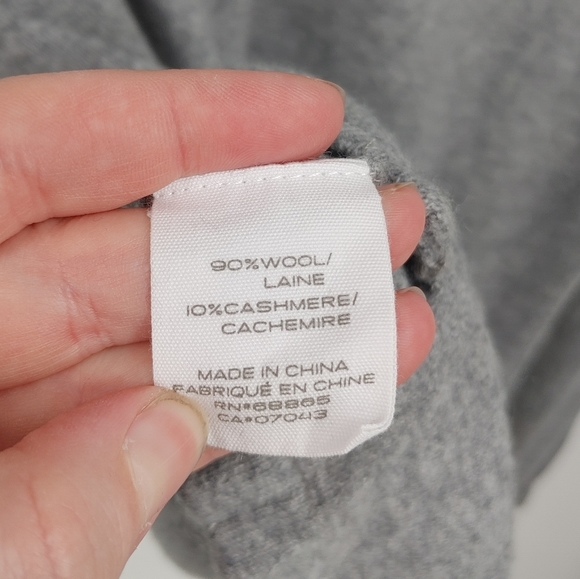 90%WOOL/
LAINE
10%CASHMERE/
CACHEMIRE
MADE IN CHINA
FABRIQUÉ EN CHINE
RN#68865
CA#07043